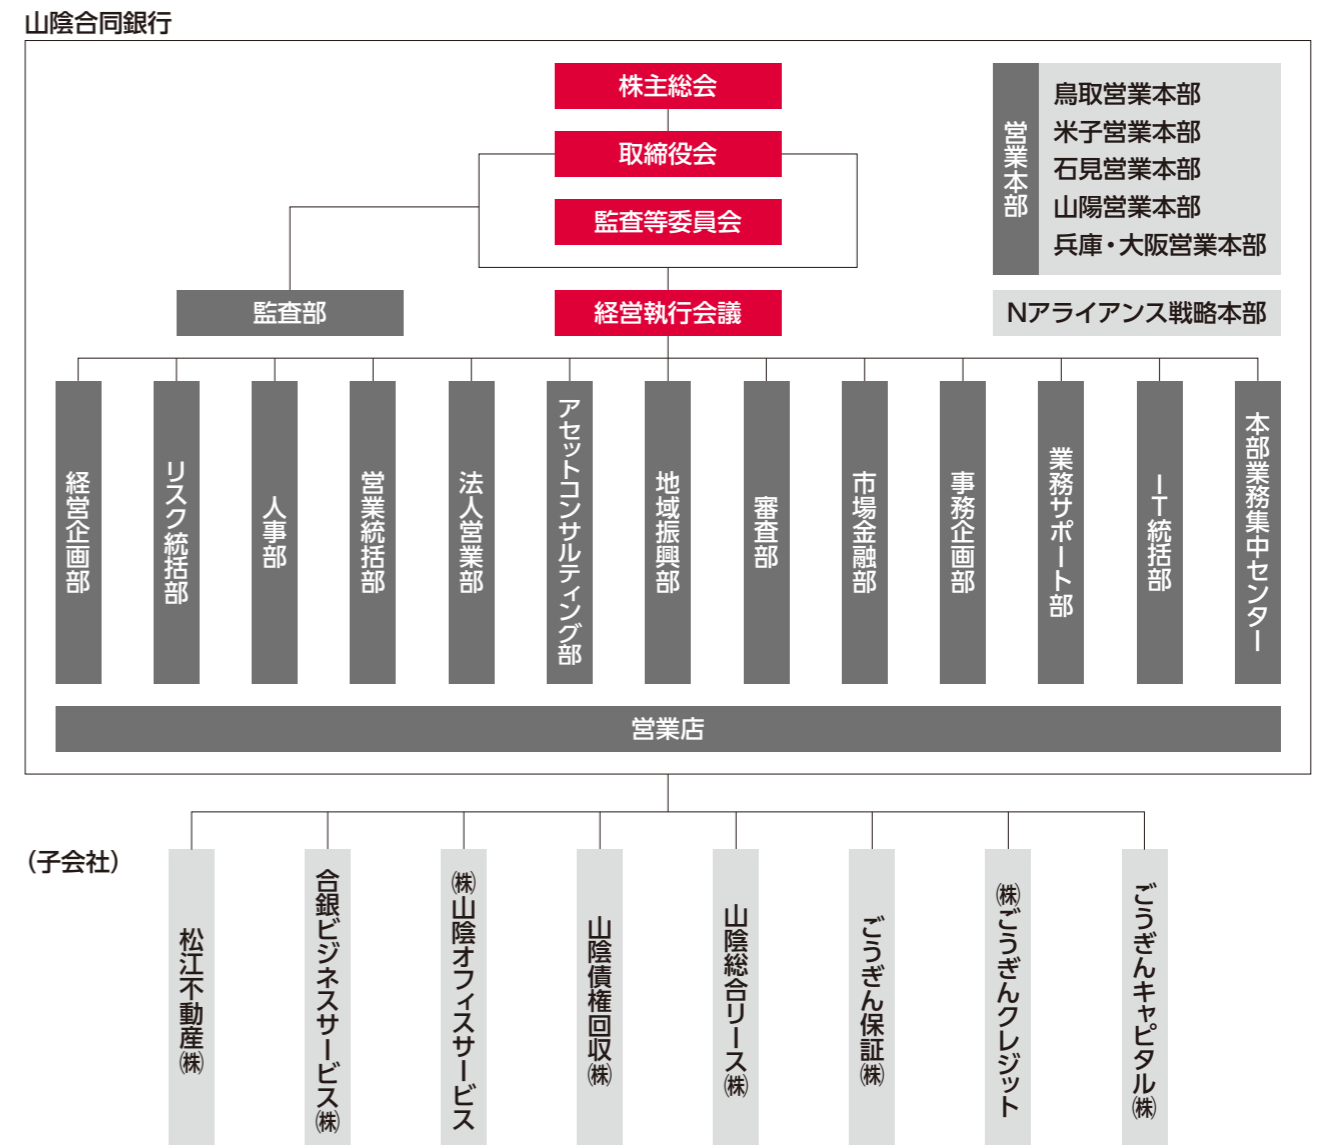 山陰合同銀行
株主総会
取締役会
監査等委員会
監査部
経営執行会議
営業本部
鳥取営業本部
米子営業本部
石見営業本部
山陽営業本部
兵庫・大阪営業本部
Nアライアンス戦略本部
経営企画部
リスク統括部
人事部
営業統括部
法人営業部
アセットコンサルティング部
地域振興部
審査部
市場金融部
事務企画部
業務サポート部
IT統括部
本部業務集中センター
営業店
(子会社)
松江不動産㈱
合銀ビジネスサービス㈱
㈱山陰オフィスサービス
山陰債権回収㈱
山陰総合リース㈱
ごうぎん保証㈱
㈱ごうぎんクレジット
ごうぎんキャピタル㈱